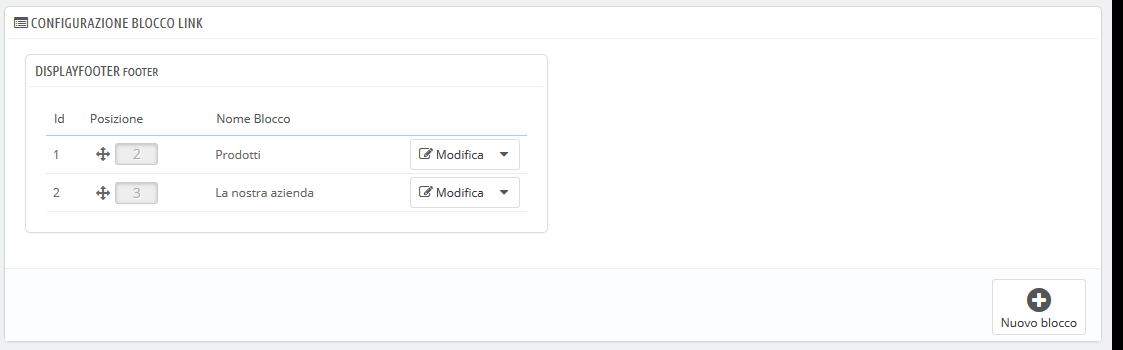 CONFIGURAZIONE BLOCCO LINK
DISPLAYFOOTER FOOTER
Id Posizione Nome Blocco
1 2 Prodotti Modifica
2 3 La nostra azienda Modifica
Nuovo blocco